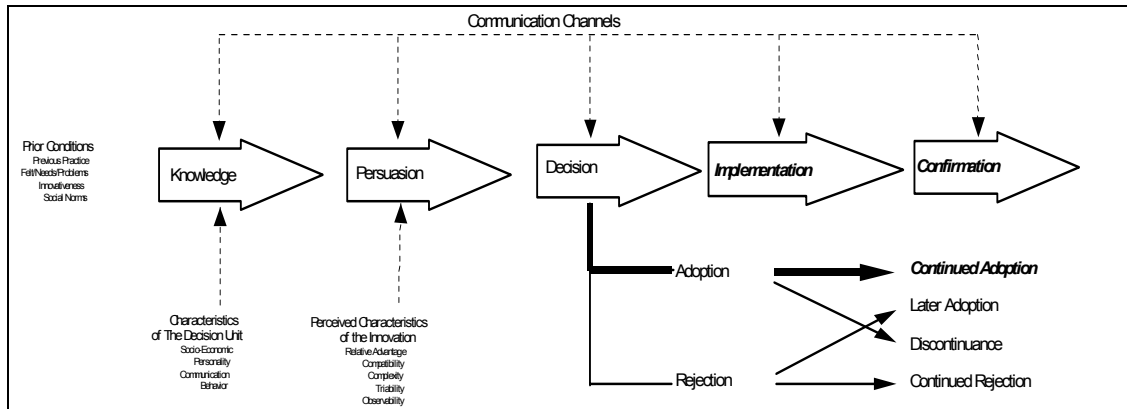 Communication Channels
Prior Conditions
Previous Practice
Felt/Needs/Problems
Innovativeness
Social Norms
Knowledge
Persuasion
Decision
Implementation
Confirmation
Adoption
Continued Adoption
Later Adoption
Discontinuance
Rejection
Continued Rejection
Characteristics
of The Decision Unit
Socio-Economic
Personality
Communication
Behavior
Perceived Characteristics
of the Innovation
Relative Advantage
Compatibility
Complexity
Triability
Observability